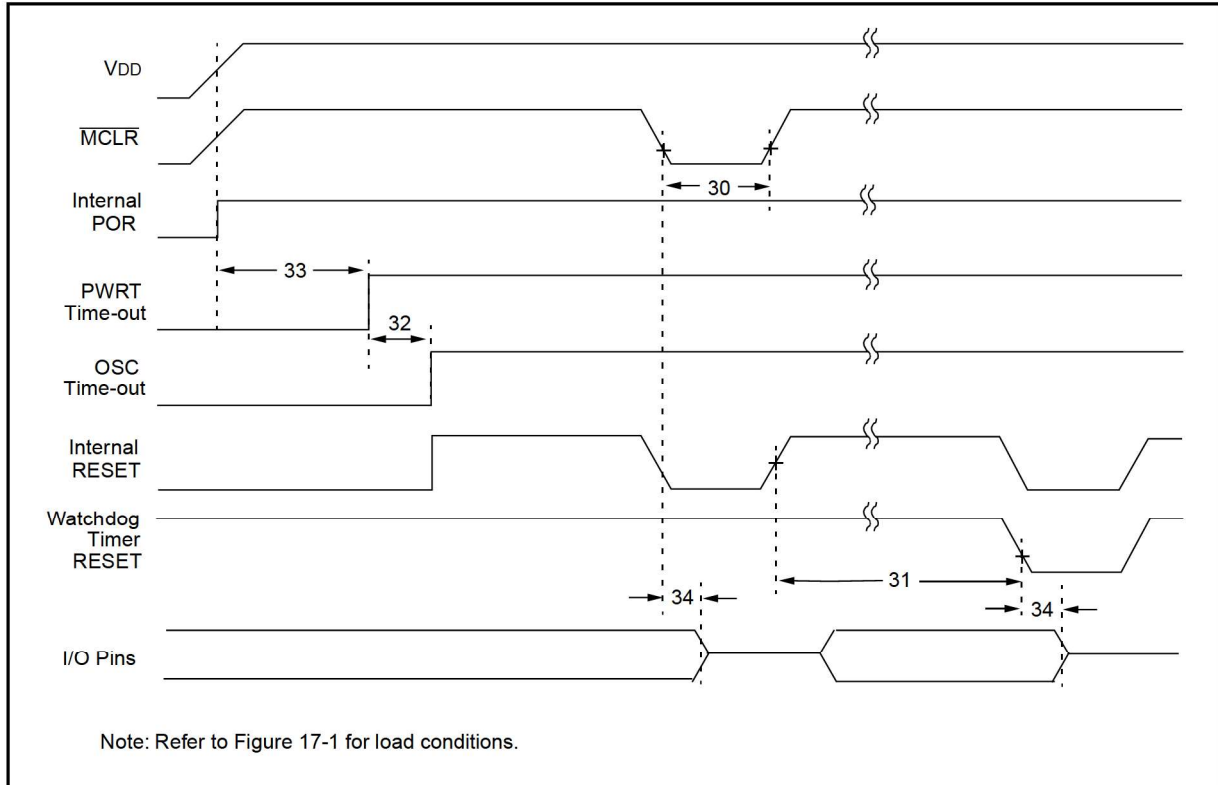 VDD
MCLR
30
Internal
POR
33
PWRT
Time-out
32
OSC
Time-out
Internal
RESET
Watchdog
Timer
RESET
31
34
34
I/O Pins
Note: Refer to Figure 17-1 for load conditions.